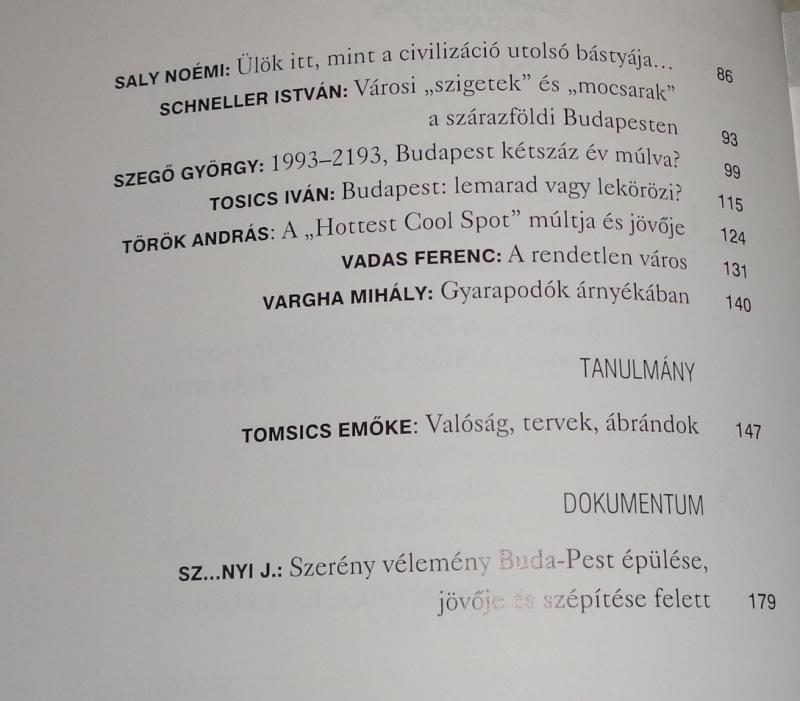 SALY NOÉMI: Ülök itt, mint a civilizáció utolsó bástyája... 86
SCHNELLER ISTVÁN: Városi „szigetek” és „mocsarak”
a szárazföldi Budapesten 93
SZEGŐ GYÖRGY: 1993–2193, Budapest kétszáz év múlva? 99
TOSICS IVÁN: Budapest: lemarad vagy lekörözi? 115
TÖRÖK ANDRÁS: A „Hottest Cool Spot” múltja és jövője 124
VADAS FERENC: A rendetlen város 131
VARGHA MIHÁLY: Gyarapodók árnyékában 140
TANULMÁNY
TOMSICS EMŐKE: Valóság, tervek, ábrándok 147
DOKUMENTUM
SZ...NYI J.: Szerény vélemény Buda-Pest épülése,
jövője és szépítése felett 179